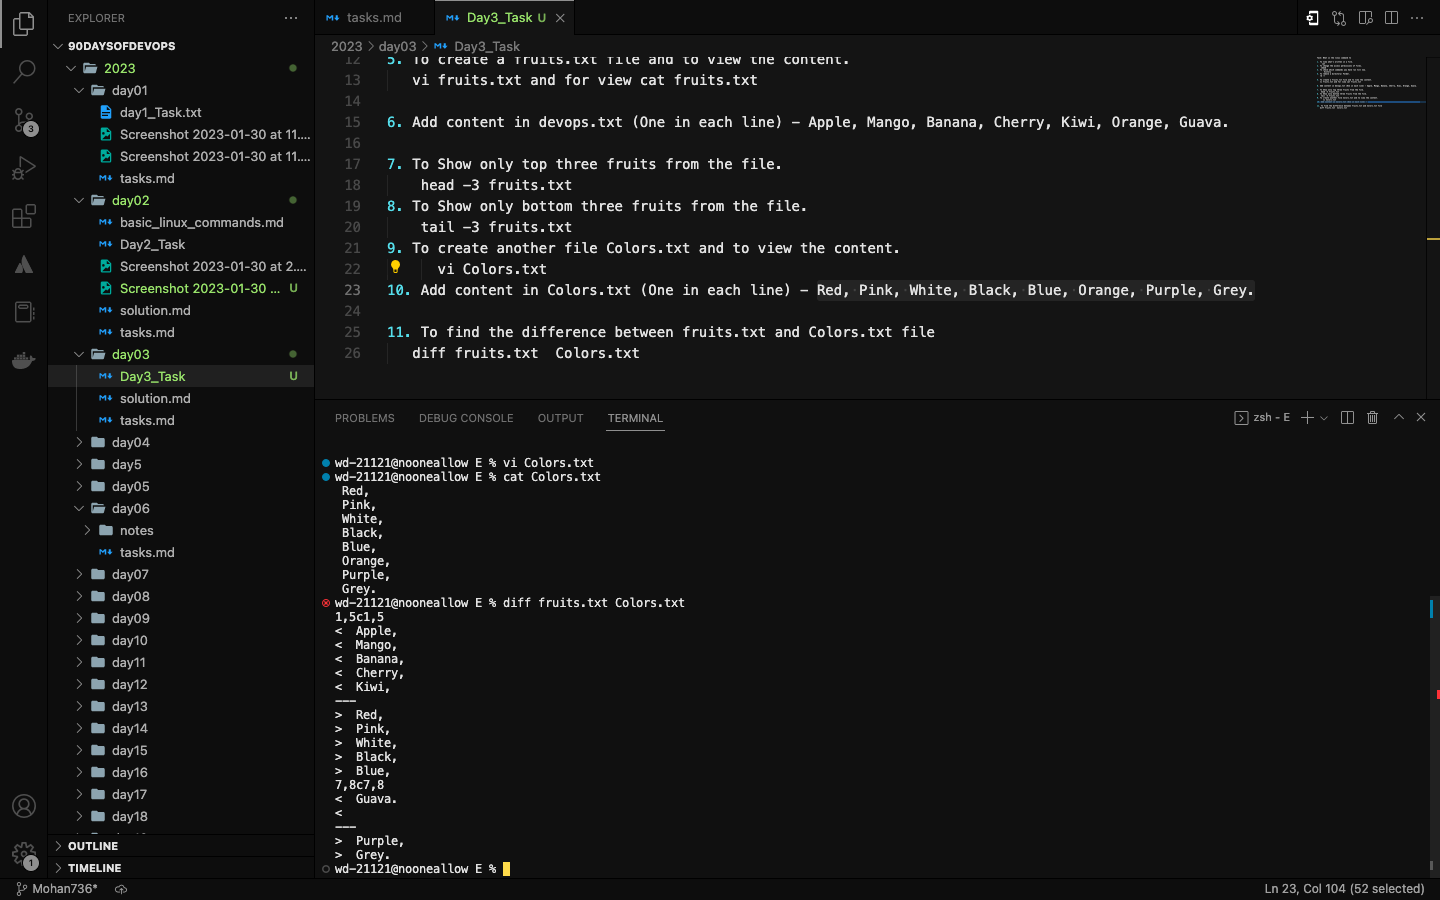 EXPLORER
90DAYSOFDEVOPS
2023
day01
day1_Task.txt
Screenshot 2023-01-30 at 11....
Screenshot 2023-01-30 at 11....
tasks.md
day02
basic_linux_commands.md
Day2_Task
Screenshot 2023-01-30 at 2....
Screenshot 2023-01-30 ... U
solution.md
tasks.md
day03
Day3_Task U
solution.md
tasks.md
day04
day5
day05
day06
notes
tasks.md
day07
day08
day09
day10
day11
day12
day13
day14
day15
day16
day17
day18
OUTLINE
TIMELINE
3
1
tasks.md
Day3_Task U
2023 > day03 > Day3_Task
12 5. To create a fruits.txt file and to view the content.
13 vi fruits.txt and for view cat fruits.txt
14
15 6. Add content in devops.txt (One in each line) - Apple, Mango, Banana, Cherry, Kiwi, Orange, Guava.
16
17 7. To Show only top three fruits from the file.
18 head -3 fruits.txt
19 8. To Show only bottom three fruits from the file.
20 tail -3 fruits.txt
21 9. To create another file Colors.txt and to view the content.
22 vi Colors.txt
23 10. Add content in Colors.txt (One in each line) - Red, Pink, White, Black, Blue, Orange, Purple, Grey.
24
25 11. To find the difference between fruits.txt and Colors.txt file
26 diff fruits.txt  Colors.txt
PROBLEMS DEBUG CONSOLE OUTPUT TERMINAL
zsh - E
wd-21121@nooneallow E % vi Colors.txt
wd-21121@nooneallow E % cat Colors.txt
Red,
Pink,
White,
Black,
Blue,
Orange,
Purple,
Grey.
wd-21121@nooneallow E % diff fruits.txt Colors.txt
1,5c1,5
<  Apple,
<  Mango,
<  Banana,
<  Cherry,
<  Kiwi,
---
>  Red,
>  Pink,
>  White,
>  Black,
>  Blue,
7,8c7,8
<  Guava.
<
---
>  Purple,
>  Grey.
wd-21121@nooneallow E %
Mohan736*
Ln 23, Col 104 (52 selected)